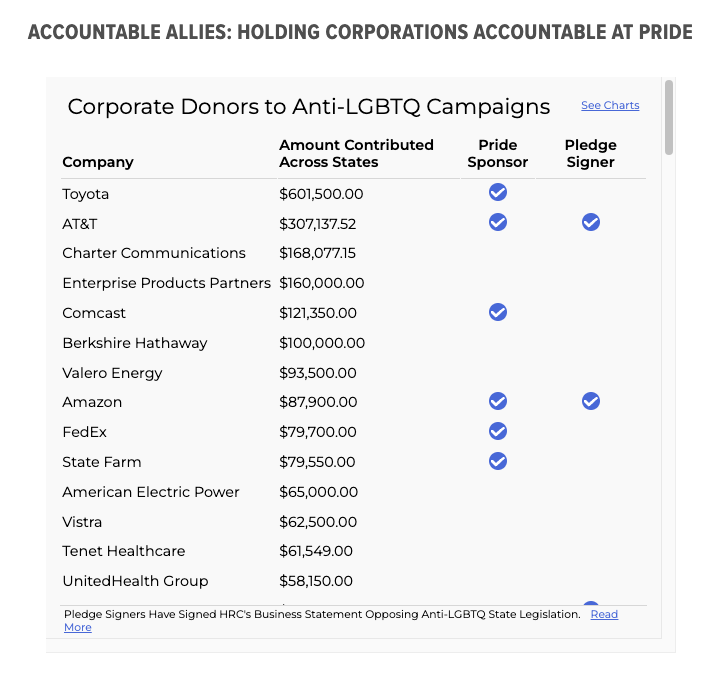 ACCOUNTABLE ALLIES: HOLDING CORPORATIONS ACCOUNTABLE AT PRIDE
Corporate Donors to Anti-LGBTQ Campaigns See Charts
Company Amount Contributed Across States Pride Sponsor Pledge Signer
Toyota $601,500.00
AT&T $307,137.52
Charter Communications $168,077.15
Enterprise Products Partners $160,000.00
Comcast $121,350.00
Berkshire Hathaway $100,000.00
Valero Energy $93,500.00
Amazon $87,900.00
FedEx $79,700.00
State Farm $79,550.00
American Electric Power $65,000.00
Vistra $62,500.00
Tenet Healthcare $61,549.00
UnitedHealth Group $58,150.00
Pledge Signers Have Signed HRC's Business Statement Opposing Anti-LGBTQ State Legislation. Read
More